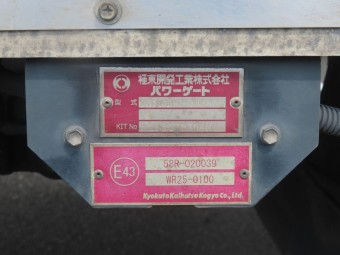 極東開発工業株式会社
パワーゲート
型式
KIT No
E43
58R-020039
WR25-0100
Kyokuto Kaihatsu Kogyo Co., Ltd.